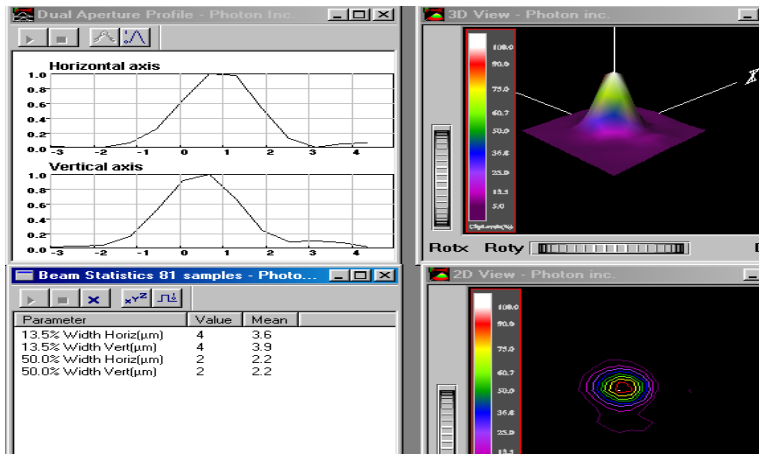 Dual Aperture Profile - Photon Inc.
Horizontal axis
1.0
0.8
0.6
0.4
0.2
0.0
-3 -2 -1 0 1 2 3 4
Vertical axis
1.0
0.8
0.6
0.4
0.2
0.0
-3 -2 -1 0 1 2 3 4
3D View - Photon inc.
100.0
90.0
75.0
60.7
50.0
36.8
25.0
13.5
5.0
ClipLevels(%)
Rotx Roty
Beam Statistics 81 samples - Photo...
Parameter Value Mean
13.5% Width Horiz(µm) 4 3.6
13.5% Width Vert(µm) 4 3.9
50.0% Width Horiz(µm) 2 2.2
50.0% Width Vert(µm) 2 2.2
2D View - Photon inc.
100.0
90.0
75.0
60.7
50.0
36.8
25.0